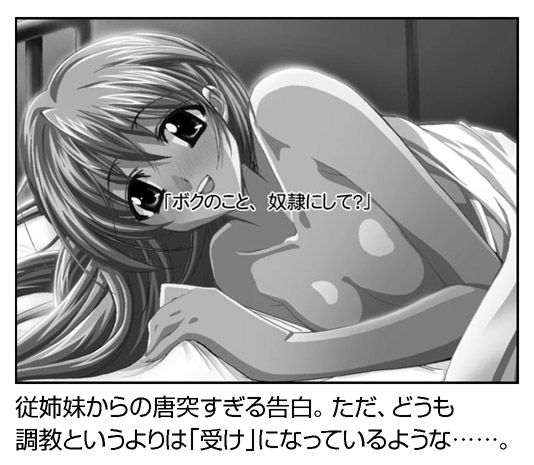 「ボクのこと、奴隷にして?」
従姉妹からの唐突すぎる告白。ただ、どうも
調教というよりは「受け」になっているような……。